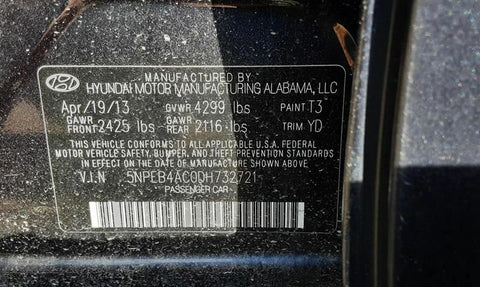 MFD. BY
HYUNDAI MOTOR MANUFACTURING ALABAMA, LLC
Apr/19/13 GVWR 4299 lbs PAINT T3
GAWR FRONT 2425 lbs GAWR REAR 2116 lbs TRIM YD
THIS VEHICLE CONFORMS TO ALL APPLICABLE U.S.A FEDERAL
MOTOR VEHICLE SAFETY, BUMPER, AND THEFT PREVENTION STANDARDS
IN EFFECT ON THE DATE OF MANUFACTURE SHOWN ABOVE.
V.I.N 5NPEB4AC0DH732721
PASSENGER CAR